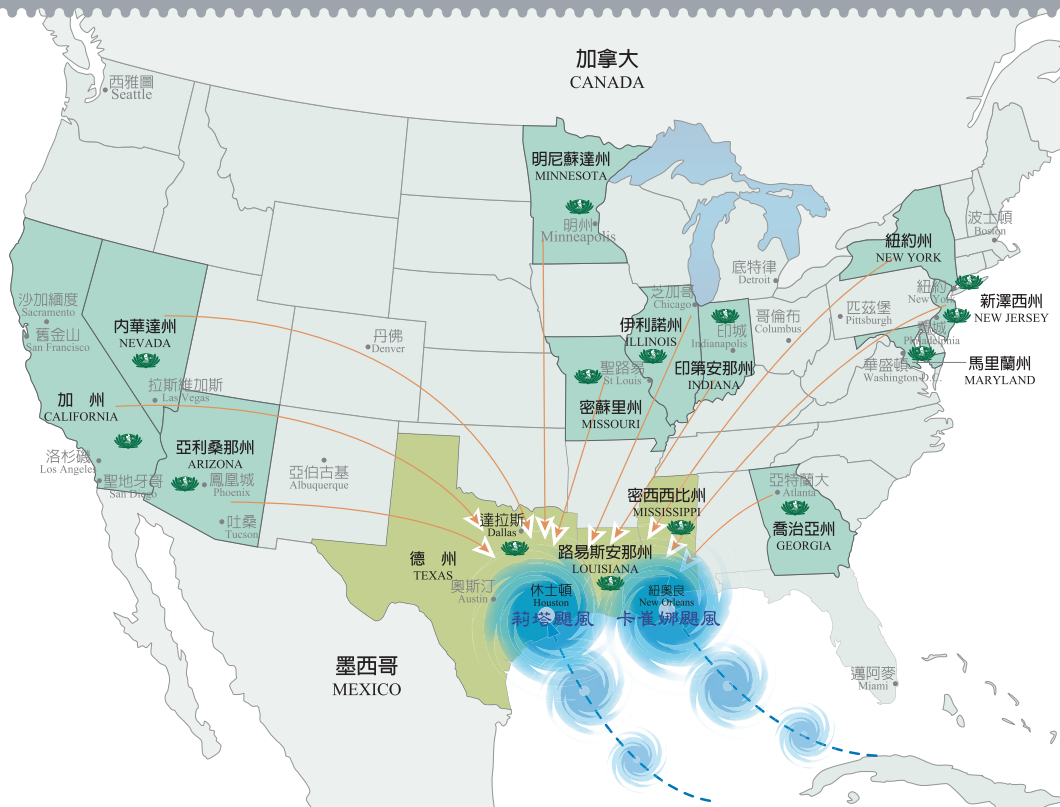 加拿大
CANADA
西雅圖
Seattle
明尼蘇達州
MINNESOTA
明州
Minneapolis
波士頓
Boston
紐約州
NEW YORK
底特律
Detroit
芝加哥
Chicago
紐約
New York
新澤西州
NEW JERSEY
沙加緬度
Sacramento
舊金山
San Francisco
内華達州
NEVADA
丹佛
Denver
伊利諾州
ILLINOIS
印城
Indianapolis
哥倫布
Columbus
匹茲堡
Pittsburgh
費城
Philadelphia
馬里蘭州
MARYLAND
華盛頓
Washington D.C.
聖路易
St Louis
印第安那州
INDIANA
拉斯維加斯
Las Vegas
加 州
CALIFORNIA
密蘇里州
MISSOURI
亞利桑那州
ARIZONA
洛杉磯
Los Angeles
聖地牙哥
San Diego
鳳凰城
Phoenix
亞伯古基
Albuquerque
吐桑
Tucson
亞特蘭大
Atlanta
密西西比州
MISSISSIPPI
達拉斯
Dallas
喬治亞州
GEORGIA
德 州
TEXAS
路易斯安那州
LOUISIANA
奧斯汀
Austin
休士頓
Houston
紐奧良
New Orleans
莉塔颶風
卡崔娜颶風
墨西哥
MEXICO
邁阿麥
Miami